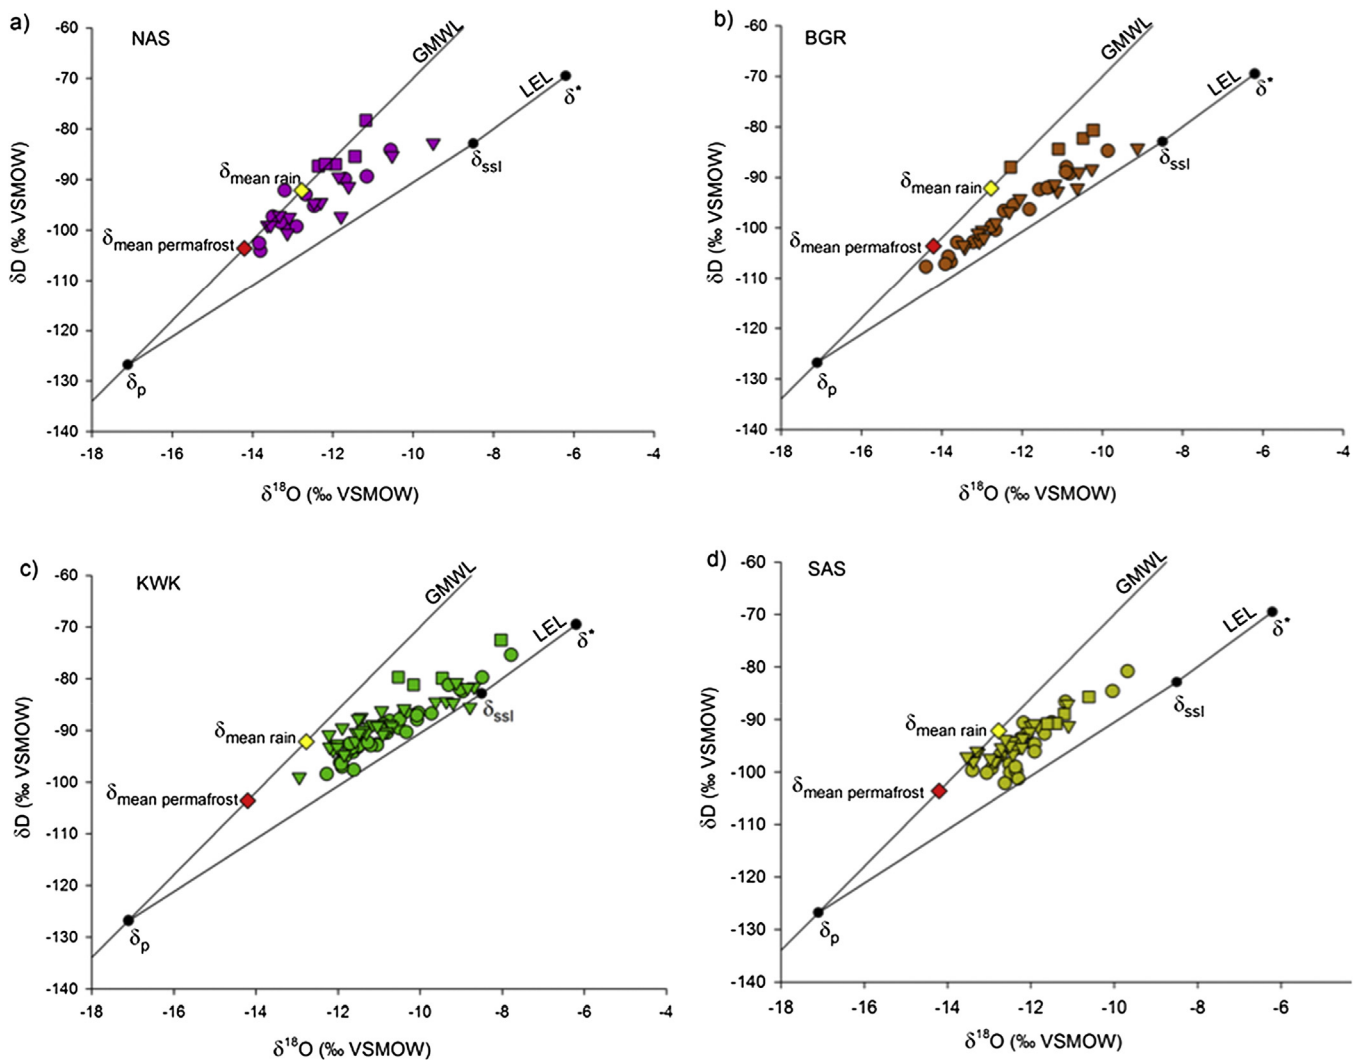 a)
NAS
GMWL
LEL
δ*
δssl
δmean rain
δmean permafrost
δp
-60
-70
-80
-90
-100
-110
-120
-130
-140
-18
-16
-14
-12
-10
-8
-6
-4
δD (‰ VSMOW)
δ18O (‰ VSMOW)
b)
BGR
GMWL
LEL
δ*
δssl
δmean rain
δmean permafrost
δp
-60
-70
-80
-90
-100
-110
-120
-130
-140
-18
-16
-14
-12
-10
-8
-6
-4
δD (‰ VSMOW)
δ18O (‰ VSMOW)
c)
KWK
GMWL
LEL
δ*
δssl
δmean rain
δmean permafrost
δp
-60
-70
-80
-90
-100
-110
-120
-130
-140
-18
-16
-14
-12
-10
-8
-6
-4
δD (‰ VSMOW)
δ18O (‰ VSMOW)
d)
SAS
GMWL
LEL
δ*
δssl
δmean rain
δmean permafrost
δp
-60
-70
-80
-90
-100
-110
-120
-130
-140
-18
-16
-14
-12
-10
-8
-6
δD (‰ VSMOW)
δ18O (‰ VSMOW)